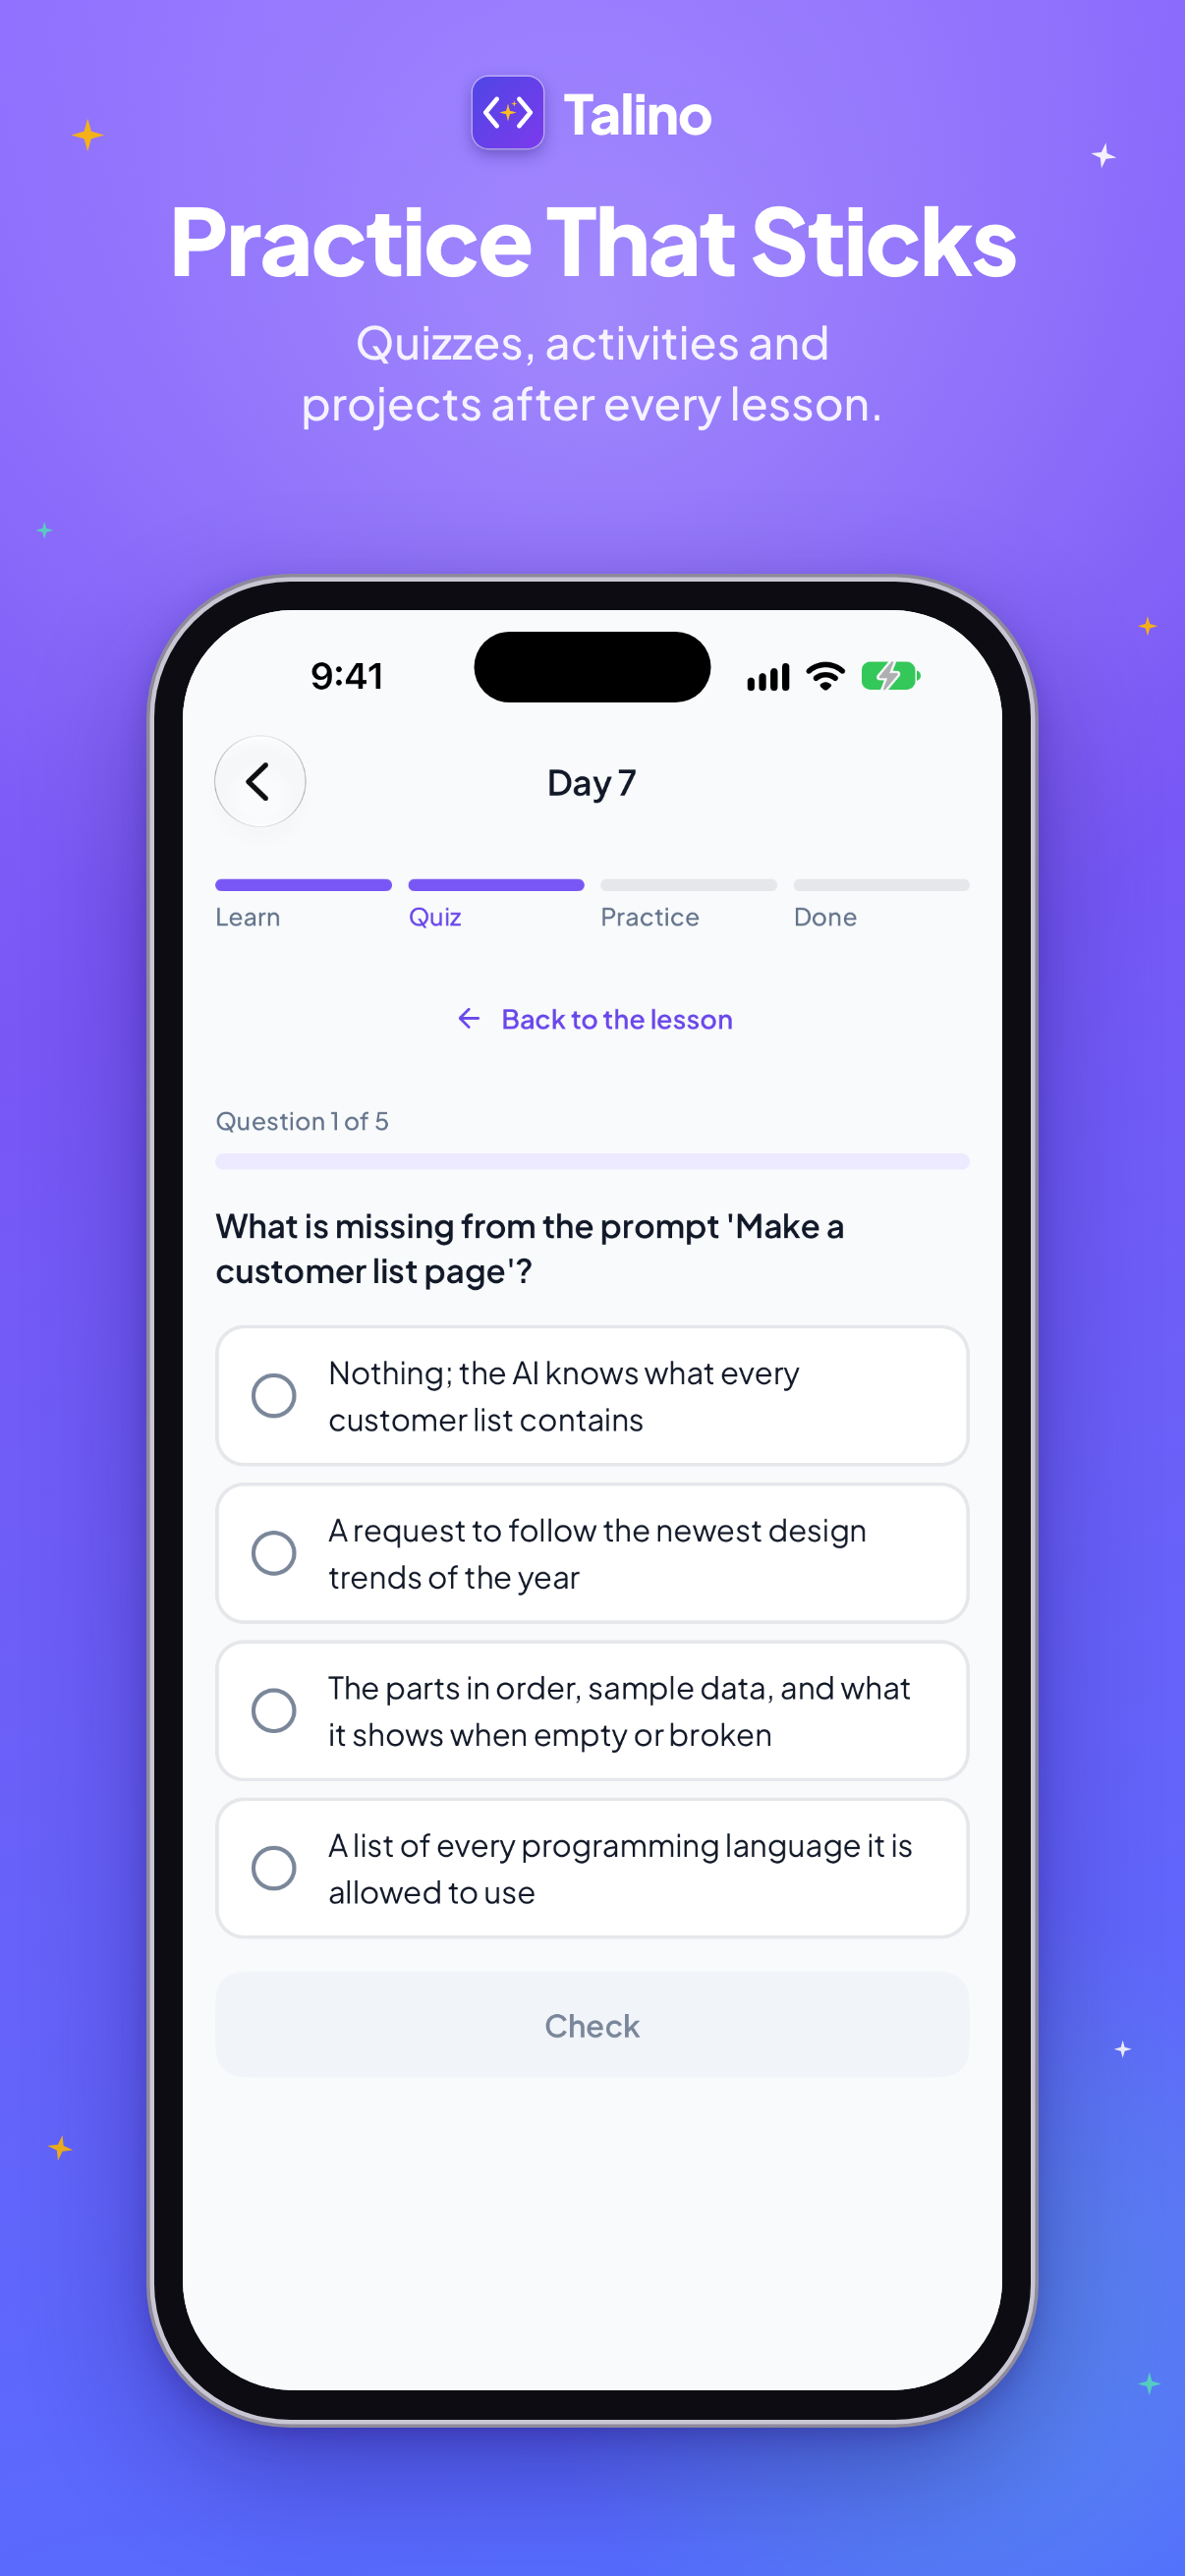 Talino
Practice That Sticks
Quizzes, activities and
projects after every lesson.
9:41
Day 7
Learn
Quiz
Practice
Done
Back to the lesson
Question 1 of 5
What is missing from the prompt 'Make a
customer list page'?
Nothing; the AI knows what every
customer list contains
A request to follow the newest design
trends of the year
The parts in order, sample data, and what
it shows when empty or broken
A list of every programming language it is
allowed to use
Check